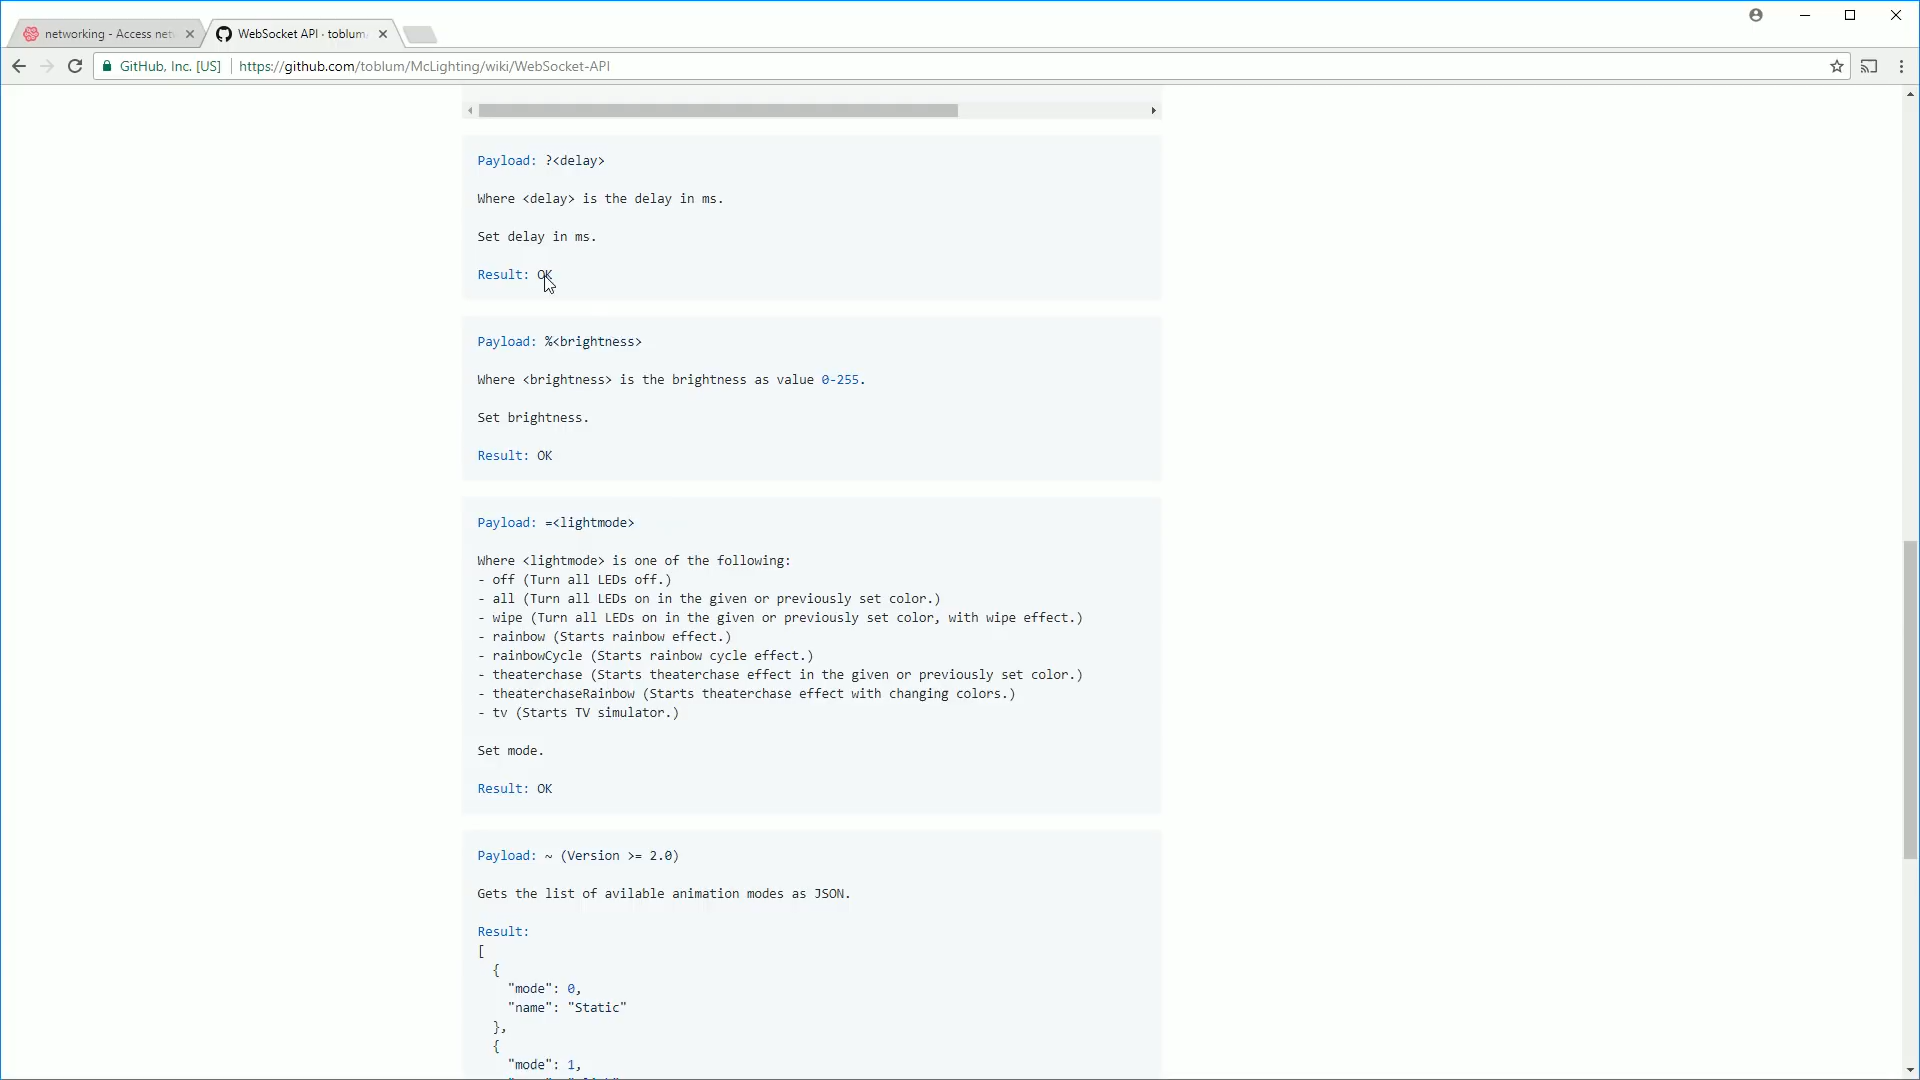 networking - Access net
WebSocket API · toblum
GitHub, Inc. [US]
https://github.com/toblum/McLighting/wiki/WebSocket-API
Payload: ?<delay>
Where <delay> is the delay in ms.
Set delay in ms.
Result: OK
Payload: %<brightness>
Where <brightness> is the brightness as value 0-255.
Set brightness.
Result: OK
Payload: =<lightmode>
Where <lightmode> is one of the following:
- off (Turn all LEDs off.)
- all (Turn all LEDs on in the given or previously set color.)
- wipe (Turn all LEDs on in the given or previously set color, with wipe effect.)
- rainbow (Starts rainbow effect.)
- rainbowCycle (Starts rainbow cycle effect.)
- theaterchase (Starts theaterchase effect in the given or previously set color.)
- theaterchaseRainbow (Starts theaterchase effect with changing colors.)
- tv (Starts TV simulator.)
Set mode.
Result: OK
Payload: ~ (Version >= 2.0)
Gets the list of avilable animation modes as JSON.
Result:
[
{
"mode": 0,
"name": "Static"
},
{
"mode": 1,